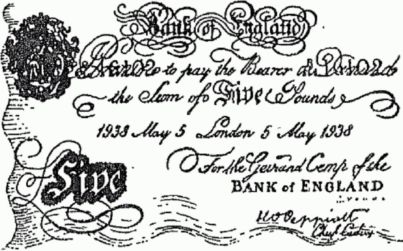 Bank of England
to pay the Bearer
the Sum of Five Pounds
1938 May 5 London 5 May 1938
For the Govr and Comp of the
BANK of ENGLAND
Five